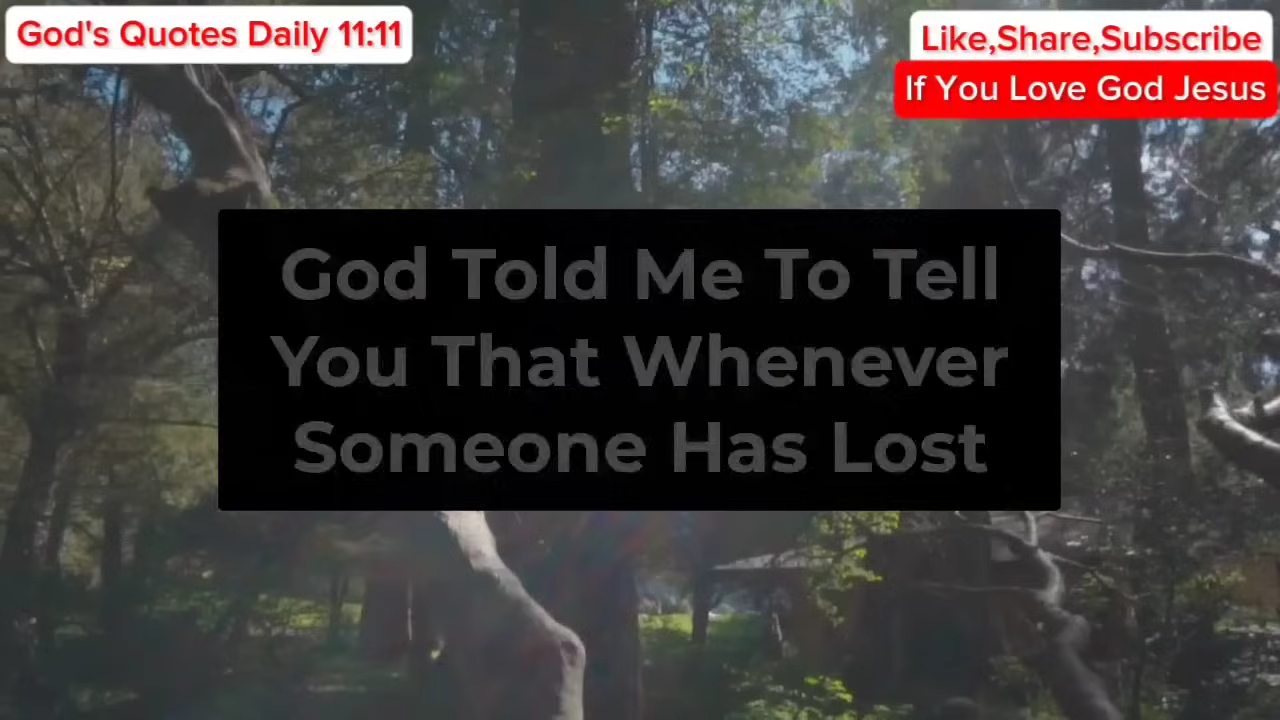 God's Quotes Daily 11:11
Like,Share,Subscribe
If You Love God Jesus
God Told Me To Tell
You That Whenever
Someone Has Lost